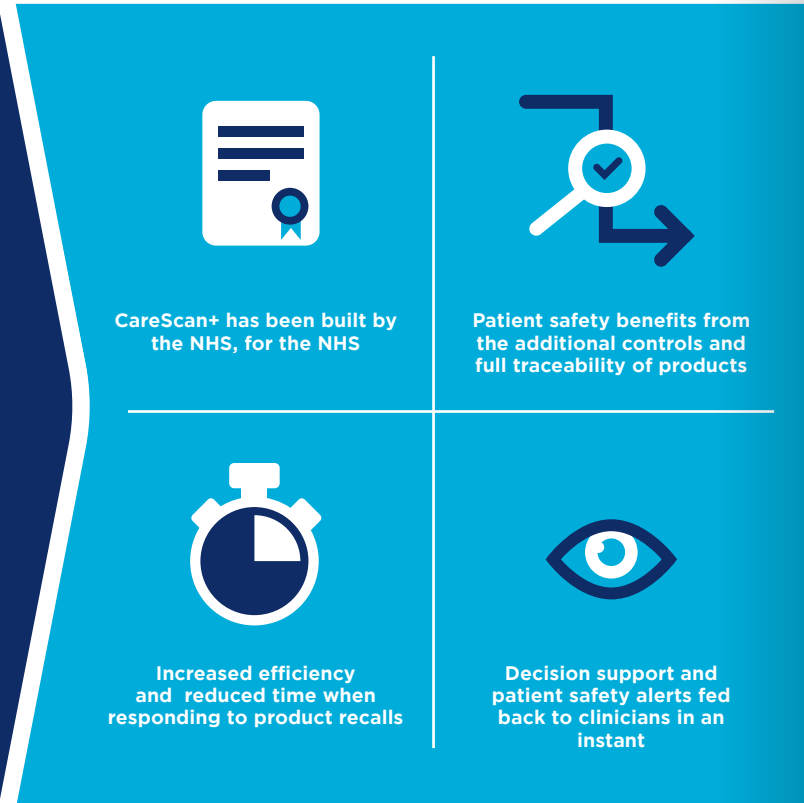 CareScan+ has been built by
the NHS, for the NHS
Patient safety benefits from
the additional controls and
full traceability of products
Increased efficiency
and  reduced time when
responding to product recalls
Decision support and
patient safety alerts fed
back to clinicians in an
instant